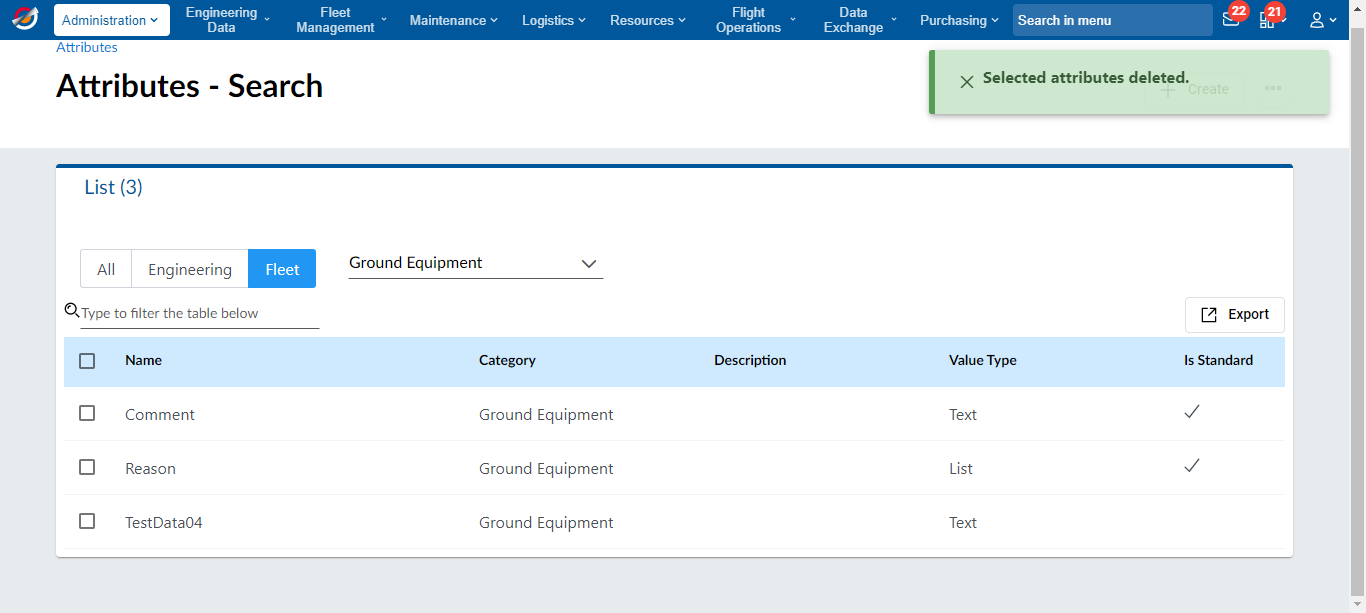 Administration
Engineering
Data
Fleet
Management
Maintenance
Logistics
Resources
Flight
Operations
Data
Exchange
Purchasing
Search in menu
22
21
Attributes
Attributes - Search
Selected attributes deleted.
Create
List (3)
All
Engineering
Fleet
Ground Equipment
Type to filter the table below
Export
Name Category Description Value Type Is Standard
Comment Ground Equipment Text
Reason Ground Equipment List
TestData04 Ground Equipment Text